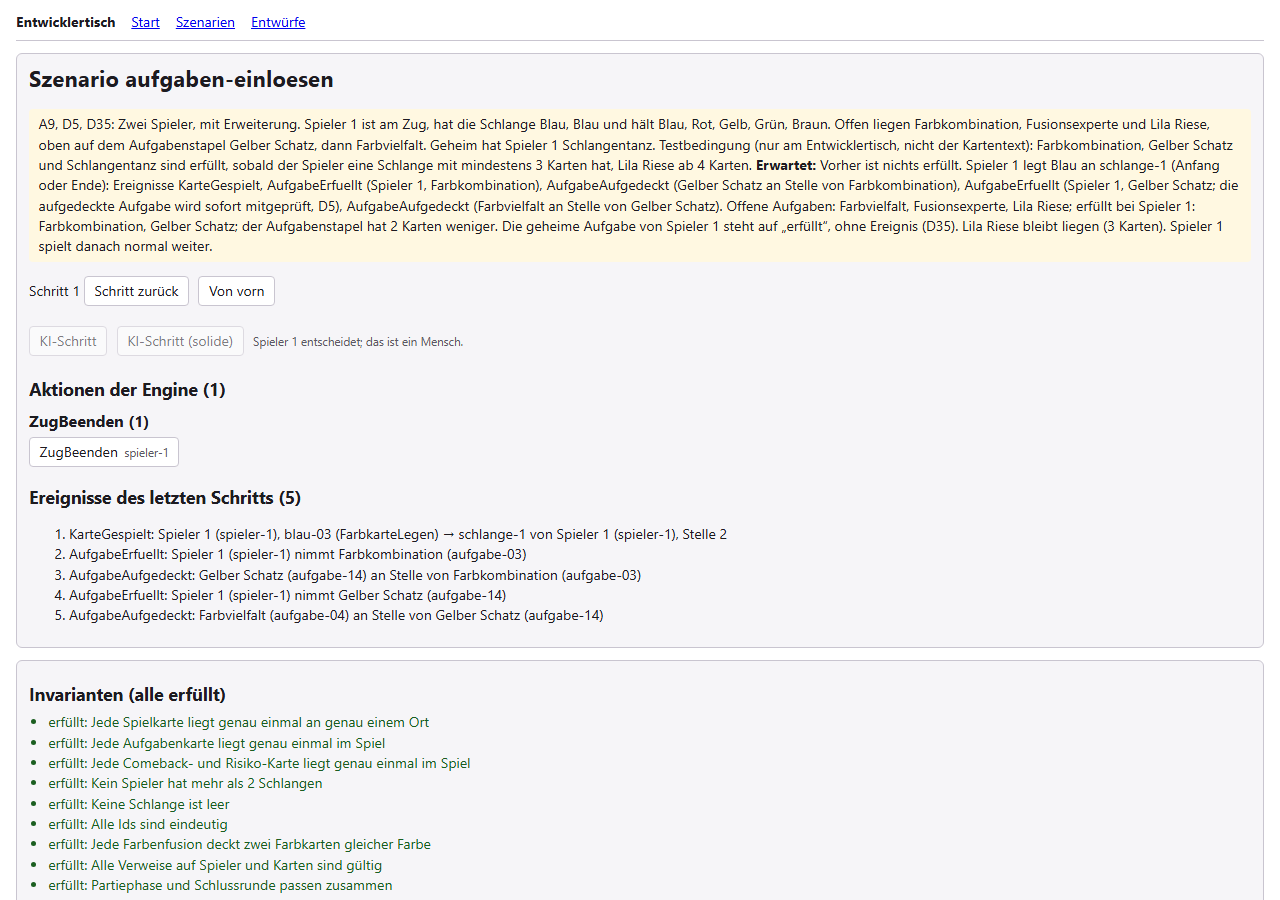 Entwicklertisch Start Szenarien Entwürfe
Szenario aufgaben-einloesen
A9, D5, D35: Zwei Spieler, mit Erweiterung. Spieler 1 ist am Zug, hat die Schlange Blau, Blau und hält Blau, Rot, Gelb, Grün, Braun. Offen liegen Farbkombination, Fusionsexperte und Lila Riese,
oben auf dem Aufgabenstapel Gelber Schatz, dann Farbvielfalt. Geheim hat Spieler 1 Schlangentanz. Testbedingung (nur am Entwicklertisch, nicht der Kartentext): Farbkombination, Gelber Schatz
und Schlangentanz sind erfüllt, sobald der Spieler eine Schlange mit mindestens 3 Karten hat, Lila Riese ab 4 Karten. Erwartet: Vorher ist nichts erfüllt. Spieler 1 legt Blau an schlange-1 (Anfang
oder Ende): Ereignisse KarteGespielt, AufgabeErfuellt (Spieler 1, Farbkombination), AufgabeAufgedeckt (Gelber Schatz an Stelle von Farbkombination), AufgabeErfuellt (Spieler 1, Gelber Schatz; die
aufgedeckte Aufgabe wird sofort mitgeprüft, D5), AufgabeAufgedeckt (Farbvielfalt an Stelle von Gelber Schatz). Offene Aufgaben: Farbvielfalt, Fusionsexperte, Lila Riese; erfüllt bei Spieler 1:
Farbkombination, Gelber Schatz; der Aufgabenstapel hat 2 Karten weniger. Die geheime Aufgabe von Spieler 1 steht auf „erfüllt“, ohne Ereignis (D35). Lila Riese bleibt liegen (3 Karten). Spieler 1
spielt danach normal weiter.
Schritt 1 Schritt zurück Von vorn
KI-Schritt KI-Schritt (solide) Spieler 1 entscheidet; das ist ein Mensch.
Aktionen der Engine (1)
ZugBeenden (1)
ZugBeenden spieler-1
Ereignisse des letzten Schritts (5)
1. KarteGespielt: Spieler 1 (spieler-1), blau-03 (FarbkarteLegen) → schlange-1 von Spieler 1 (spieler-1), Stelle 2
2. AufgabeErfuellt: Spieler 1 (spieler-1) nimmt Farbkombination (aufgabe-03)
3. AufgabeAufgedeckt: Gelber Schatz (aufgabe-14) an Stelle von Farbkombination (aufgabe-03)
4. AufgabeErfuellt: Spieler 1 (spieler-1) nimmt Gelber Schatz (aufgabe-14)
5. AufgabeAufgedeckt: Farbvielfalt (aufgabe-04) an Stelle von Gelber Schatz (aufgabe-14)
Invarianten (alle erfüllt)
• erfüllt: Jede Spielkarte liegt genau einmal an genau einem Ort
• erfüllt: Jede Aufgabenkarte liegt genau einmal im Spiel
• erfüllt: Jede Comeback- und Risiko-Karte liegt genau einmal im Spiel
• erfüllt: Kein Spieler hat mehr als 2 Schlangen
• erfüllt: Keine Schlange ist leer
• erfüllt: Alle Ids sind eindeutig
• erfüllt: Jede Farbenfusion deckt zwei Farbkarten gleicher Farbe
• erfüllt: Alle Verweise auf Spieler und Karten sind gültig
• erfüllt: Partiephase und Schlussrunde passen zusammen